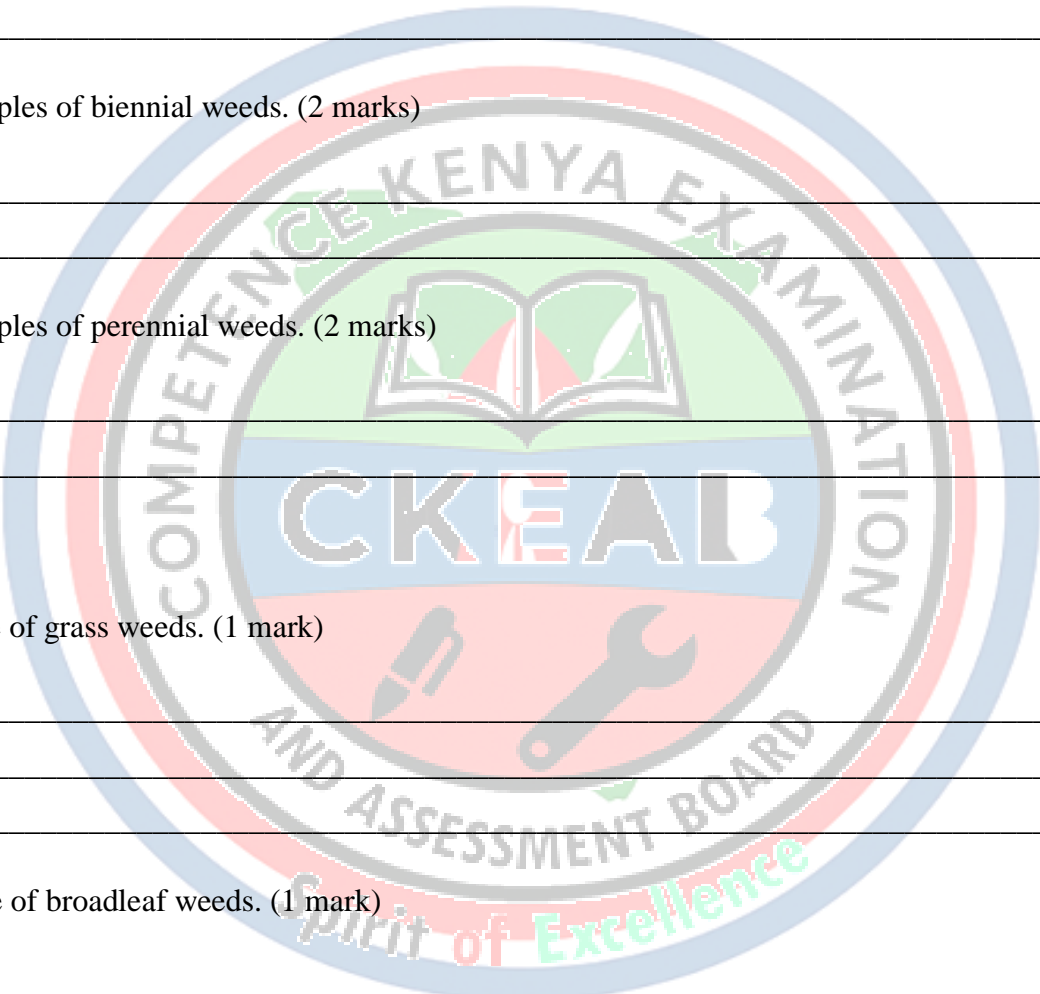 ples of biennial weeds. (2 marks)
ples of perennial weeds. (2 marks)
of grass weeds. (1 mark)
e of broadleaf weeds. (1 mark)
COMPETENCE KENYA EXAMINATION
CKEAB
AND ASSESSMENT BOARD
Spirit of Excellence